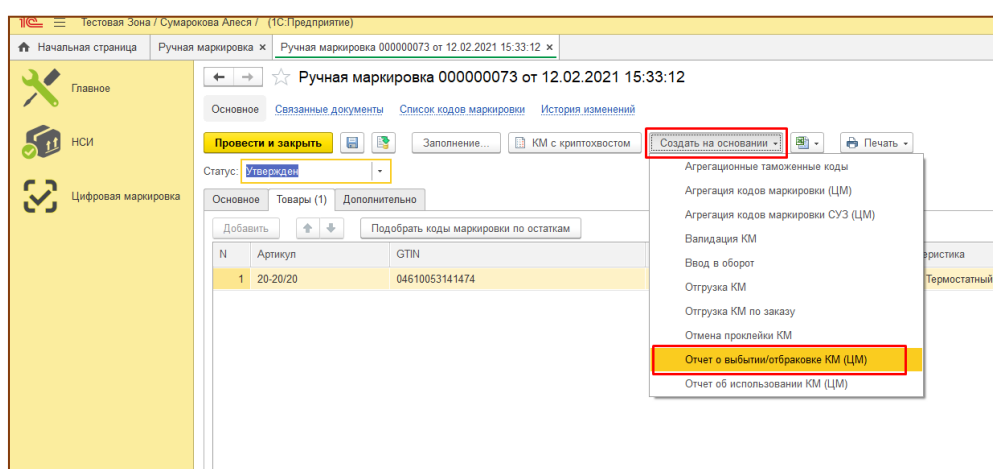 1С Тестовая Зона / Сумарокова Алеся / (1С:Предприятие)
Начальная страница Ручная маркировка × Ручная маркировка 000000073 от 12.02.2021 15:33:12 ×
Ручная маркировка 000000073 от 12.02.2021 15:33:12
Главное
НСИ
Цифровая маркировка
Основное Связанные документы Список кодов маркировки История изменений
Провести и закрыть Заполнение... КМ с криптохвостом Создать на основании Печать
Статус: Утвержден
Основное Товары (1) Дополнительно
Добавить Подобрать коды маркировки по остаткам
N Артикул GTIN еристика
1 20-20/20 04610053141474 Термостатный
Агрегационные таможенные коды
Агрегация кодов маркировки (ЦМ)
Агрегация кодов маркировки СУЗ (ЦМ)
Валидация КМ
Ввод в оборот
Отгрузка КМ
Отгрузка КМ по заказу
Отмена проклейки КМ
Отчет о выбытии/отбраковке КМ (ЦМ)
Отчет об использовании КМ (ЦМ)